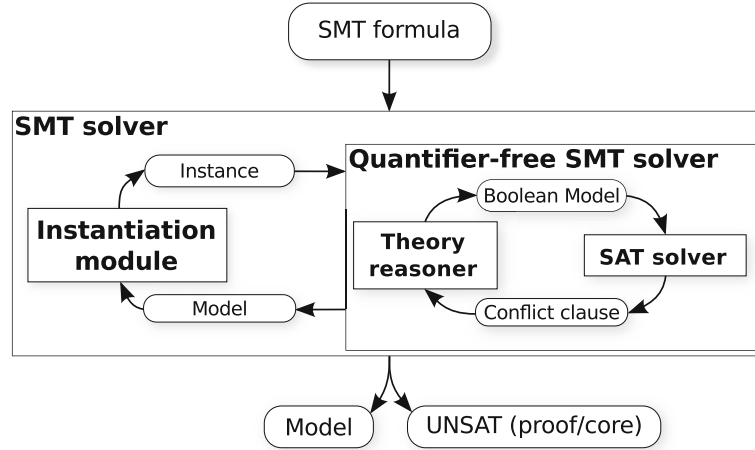 SMT formula
SMT solver
Instance
Quantifier-free SMT solver
Boolean Model
Instantiation
module
Theory
reasoner
SAT solver
Model
Conflict clause
Model
UNSAT (proof/core)